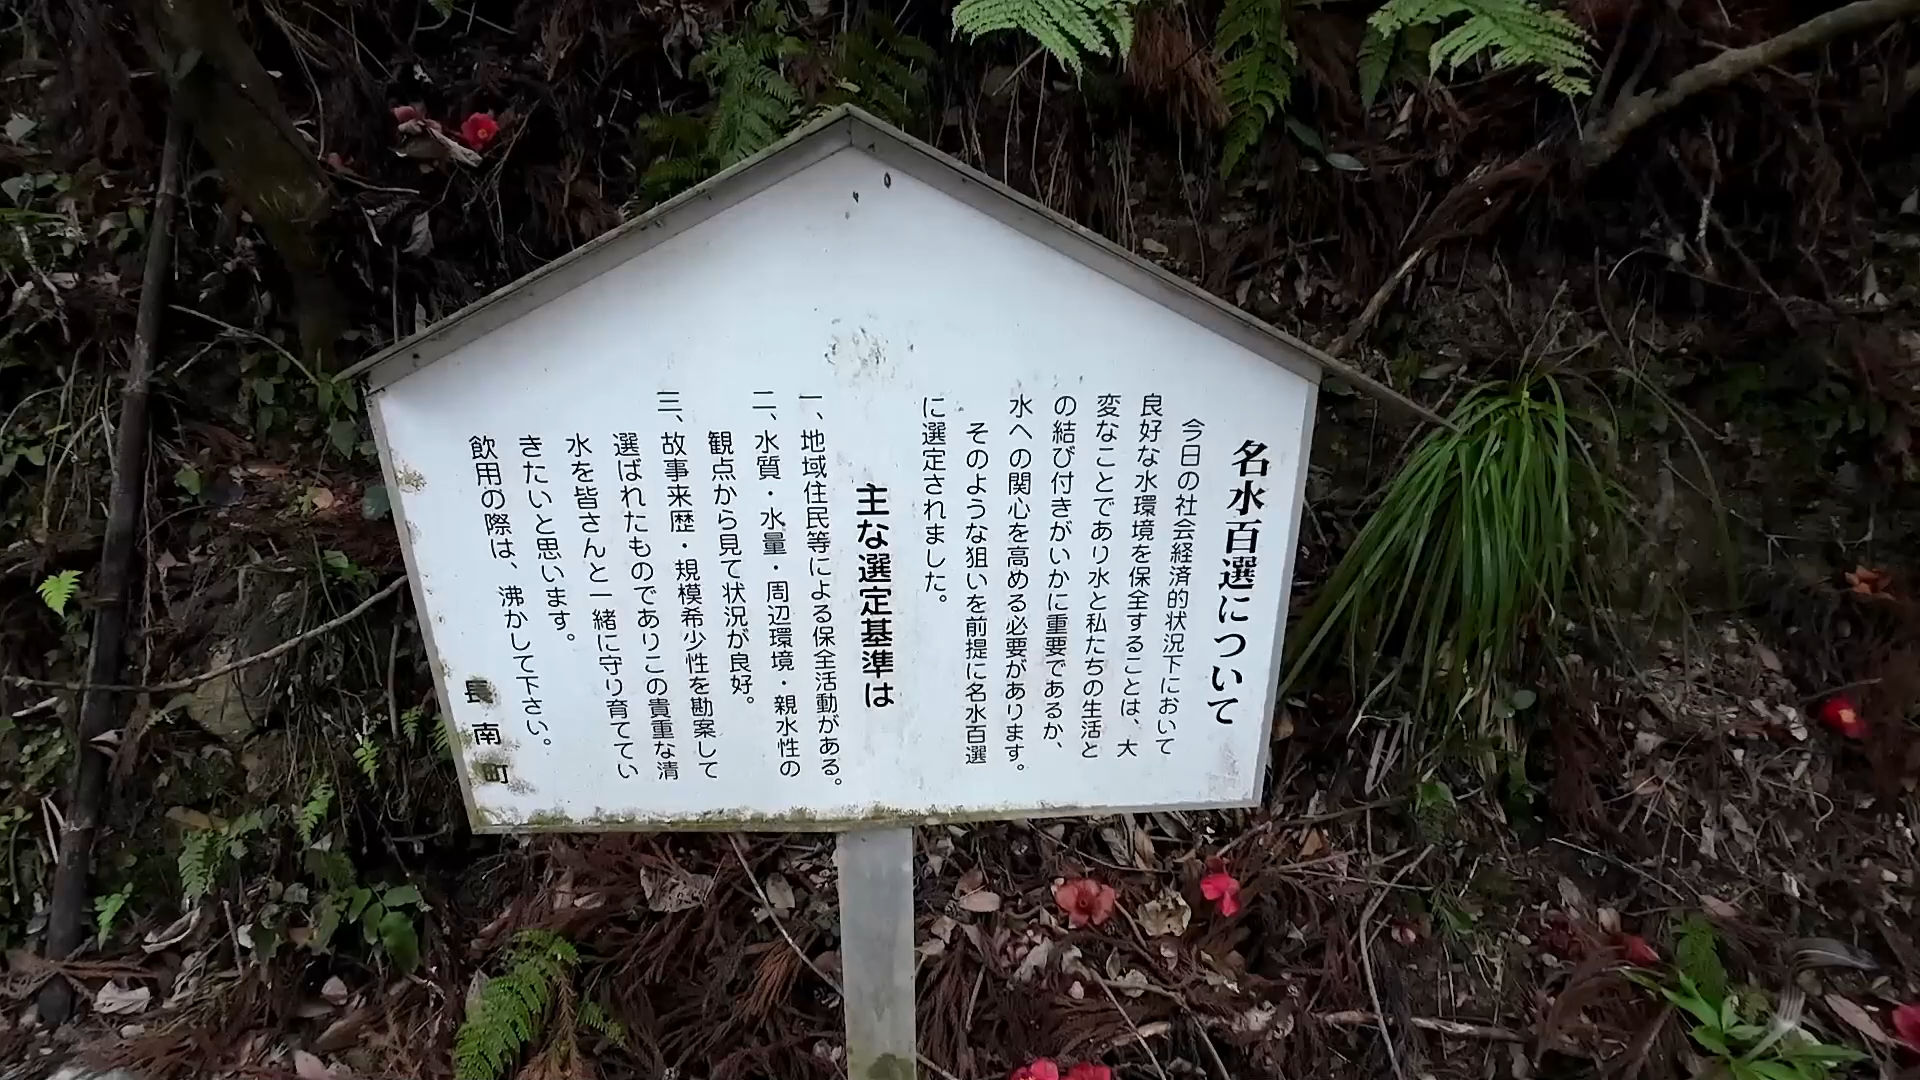 名水百選について
今日の社会経済的状況下において
良好な水環境を保全することは、大
変なことであり水と私たちの生活と
の結び付きがいかに重要であるか、
水への関心を高める必要があります。
そのような狙いを前提に名水百選
に選定されました。
主な選定基準は
一、地域住民等による保全活動がある。
二、水質・水量・周辺環境・親水性の
観点から見て状況が良好。
三、故事来歴・規模希少性を勘案して
選ばれたものでありこの貴重な清
水を皆さんと一緒に守り育ててい
きたいと思います。
飲用の際は、沸かして下さい。
長南町